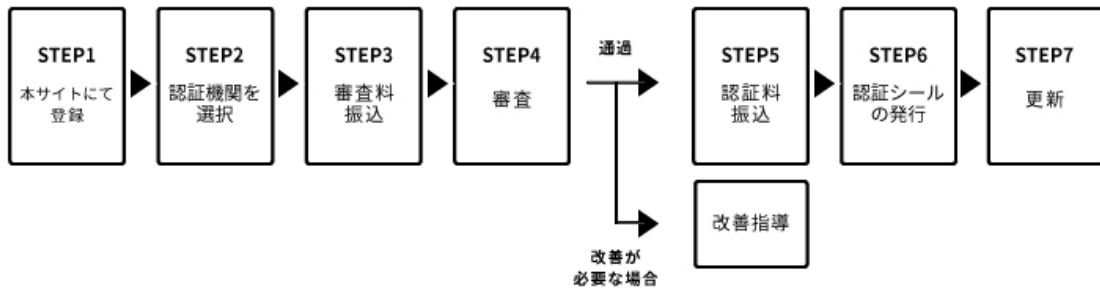 STEP1
本サイトにて
登録
STEP2
認証機関を
選択
STEP3
審査料
振込
STEP4
審査
通過
改善が
必要な場合
STEP5
認証料
振込
改善指導
STEP6
認証シール
の発行
STEP7
更新